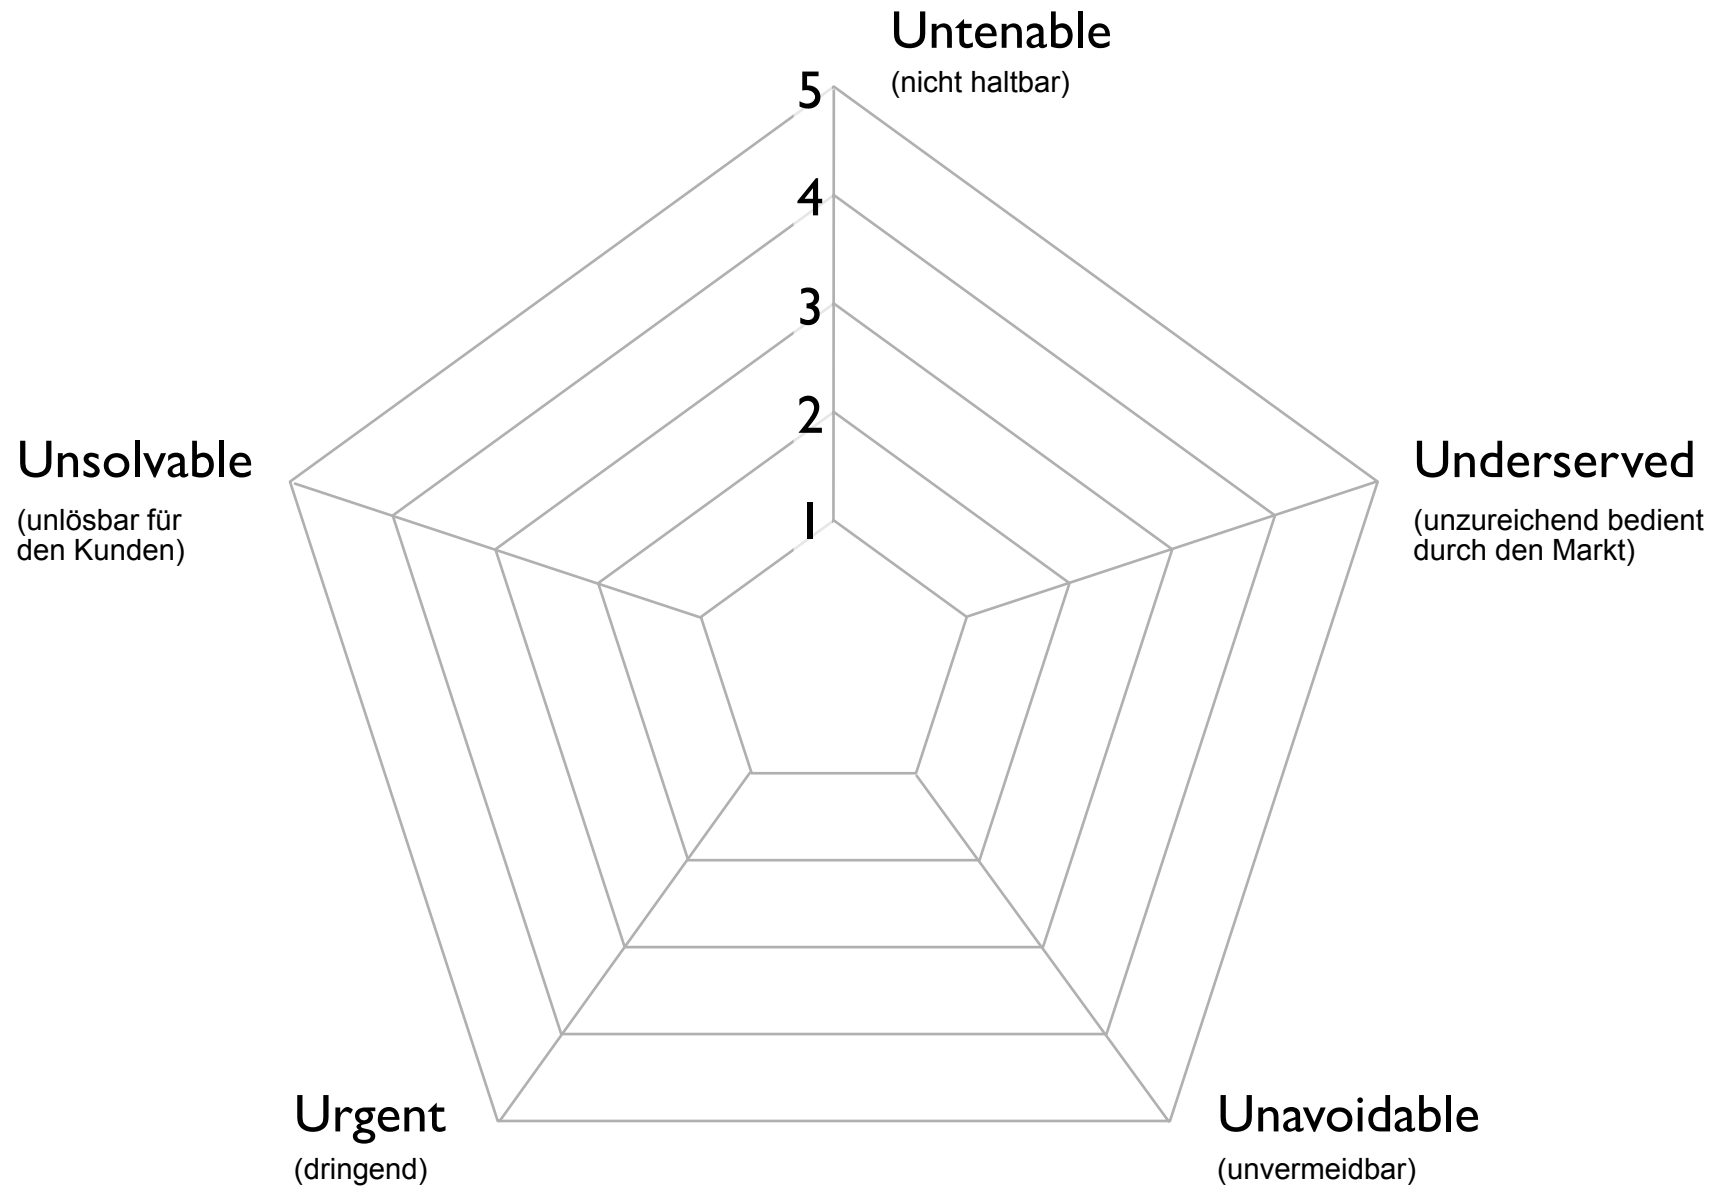 Untenable
(nicht haltbar)
5
4
3
2
1
Unsolvable
(unlösbar für
den Kunden)
Underserved
(unzureichend bedient
durch den Markt)
Urgent
(dringend)
Unavoidable
(unvermeidbar)